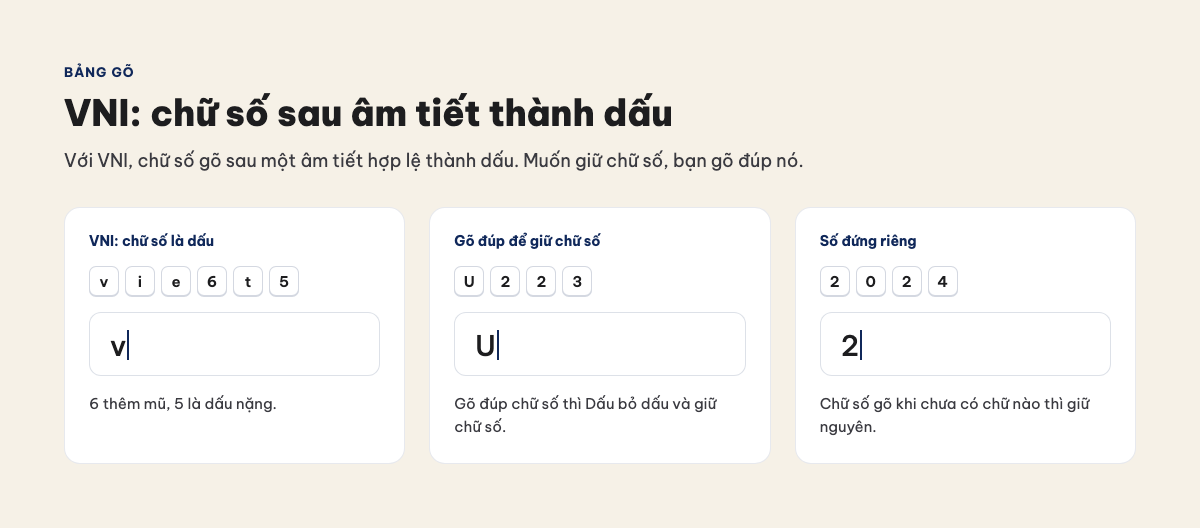 BẢNG GÕ
VNI: chữ số sau âm tiết thành dấu
Với VNI, chữ số gõ sau một âm tiết hợp lệ thành dấu. Muốn giữ chữ số, bạn gõ đúp nó.
VNI: chữ số là dấu
v i e 6 t 5
v
6 thêm mũ, 5 là dấu nặng.
Gõ đúp để giữ chữ số
U 2 2 3
U
Gõ đúp chữ số thì Dấu bỏ dấu và giữ
chữ số.
Số đứng riêng
2 0 2 4
2
Chữ số gõ khi chưa có chữ nào thì giữ
nguyên.